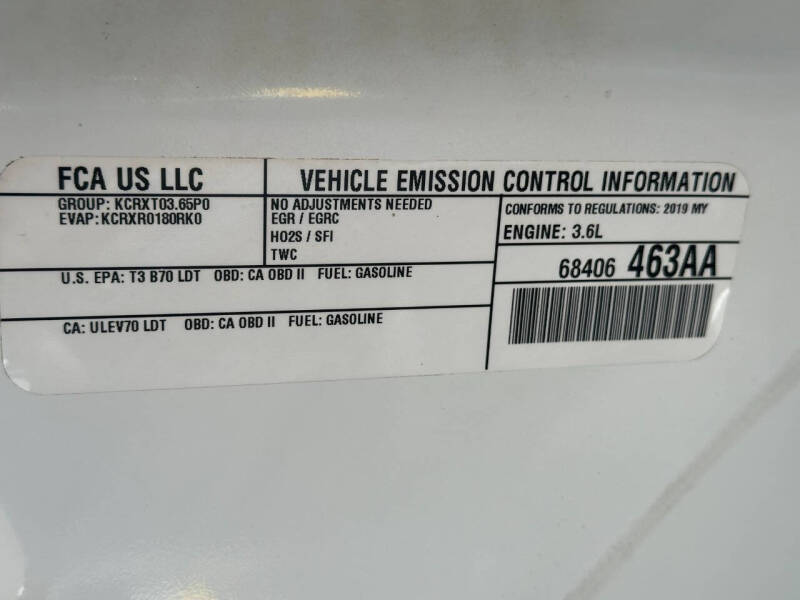 FCA US LLC
VEHICLE EMISSION CONTROL INFORMATION
GROUP: KCRXT03.65P0
EVAP: KCRXR0180RK0
NO ADJUSTMENTS NEEDED
EGR / EGRC
HO2S / SFI
TWC
CONFORMS TO REGULATIONS: 2019 MY
ENGINE: 3.6L
U.S. EPA: T3 B70 LDT OBD: CA OBD II FUEL: GASOLINE
68406 463AA
CA: ULEV70 LDT OBD: CA OBD II FUEL: GASOLINE